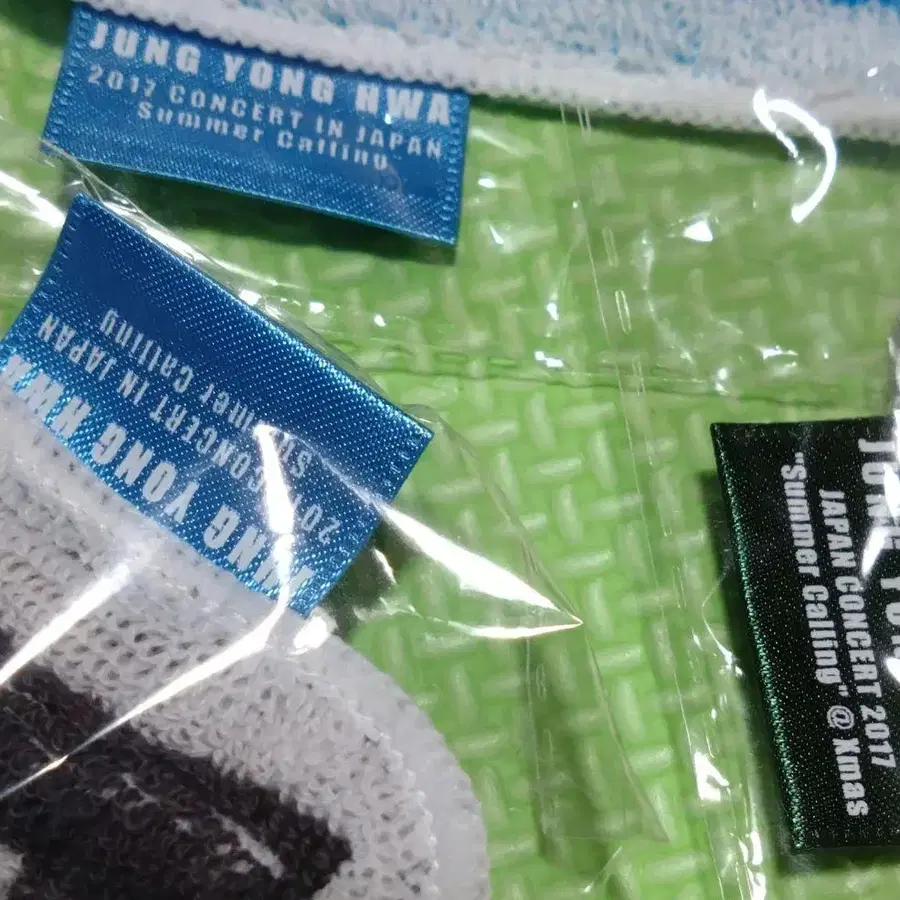 JUNG YONG HWA
2017 CONCERT IN JAPAN
Summer Calling
JUNG YONG HWA
CONCERT IN JAPAN
Summer Calling
JUNG
JAPAN CONCERT 2017
"Summer Calling" @ Xmas